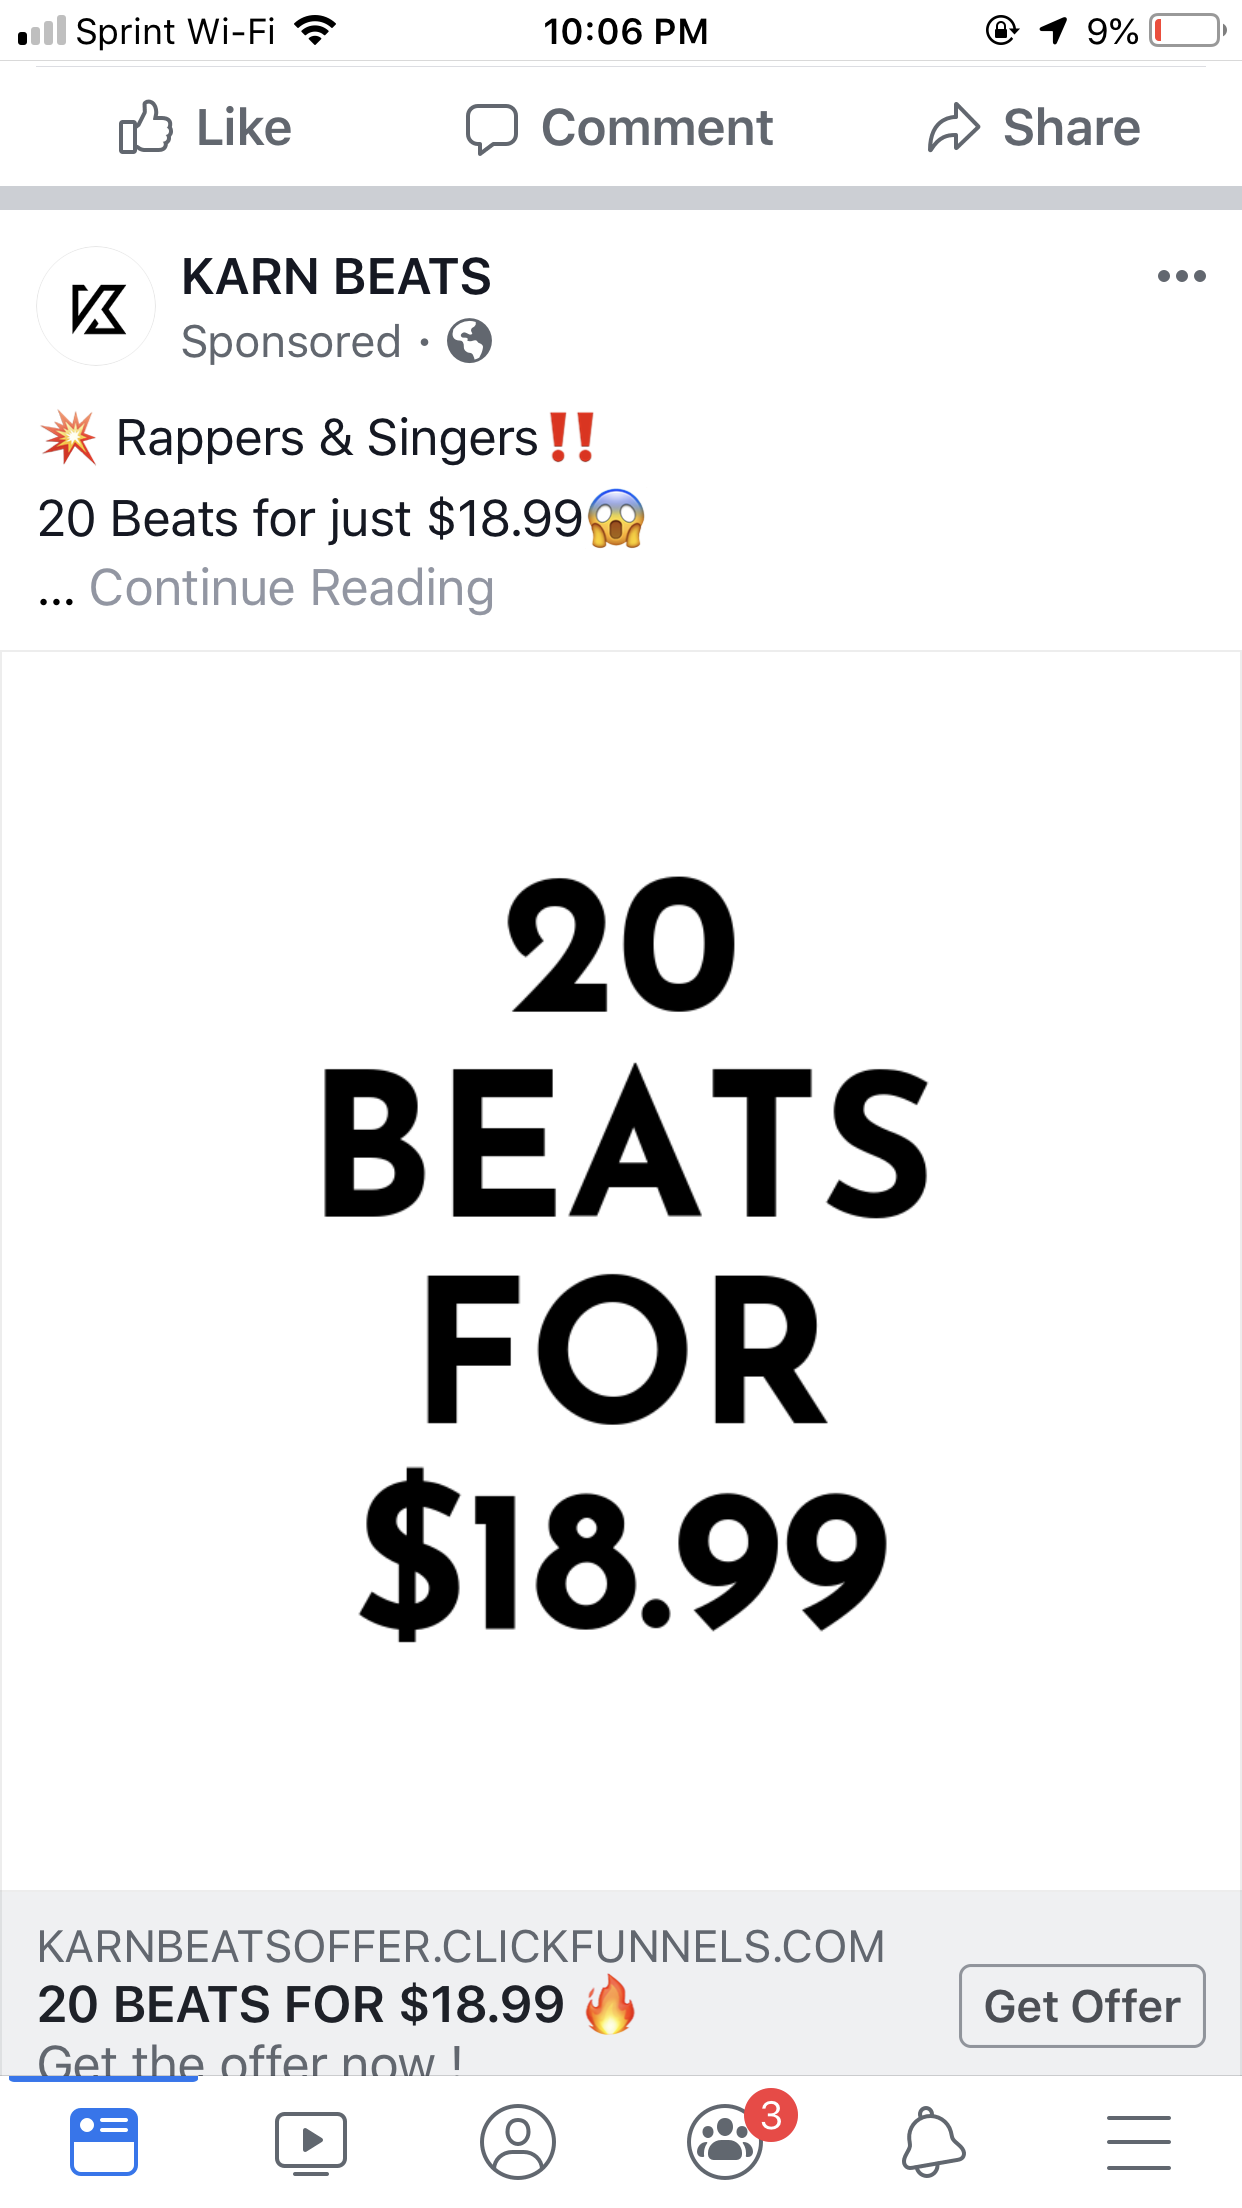 Sprint Wi-Fi 10:06 PM 9%
Like Comment Share
KARN BEATS
Sponsored ·
💥 Rappers & Singers‼️
20 Beats for just $18.99😱
... Continue Reading
20
BEATS
FOR
$18.99
KARNBEATSOFFER.CLICKFUNNELS.COM
20 BEATS FOR $18.99 🔥
Get Offer
Get the offer now !
3